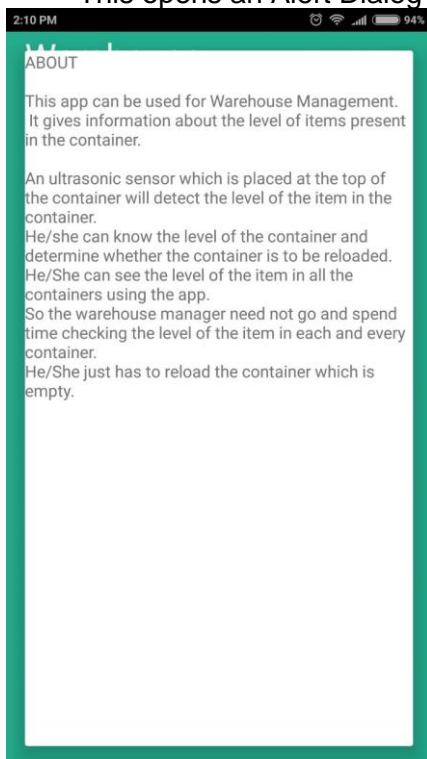 This opens an Alert Dialog
2:10 PM 94%
ABOUT
This app can be used for Warehouse Management.
It gives information about the level of items present
in the container.
An ultrasonic sensor which is placed at the top of
the container will detect the level of the item in the
container.
He/she can know the level of the container and
determine whether the container is to be reloaded.
He/She can see the level of the item in all the
containers using the app.
So the warehouse manager need not go and spend
time checking the level of the item in each and every
container.
He/She just has to reload the container which is
empty.